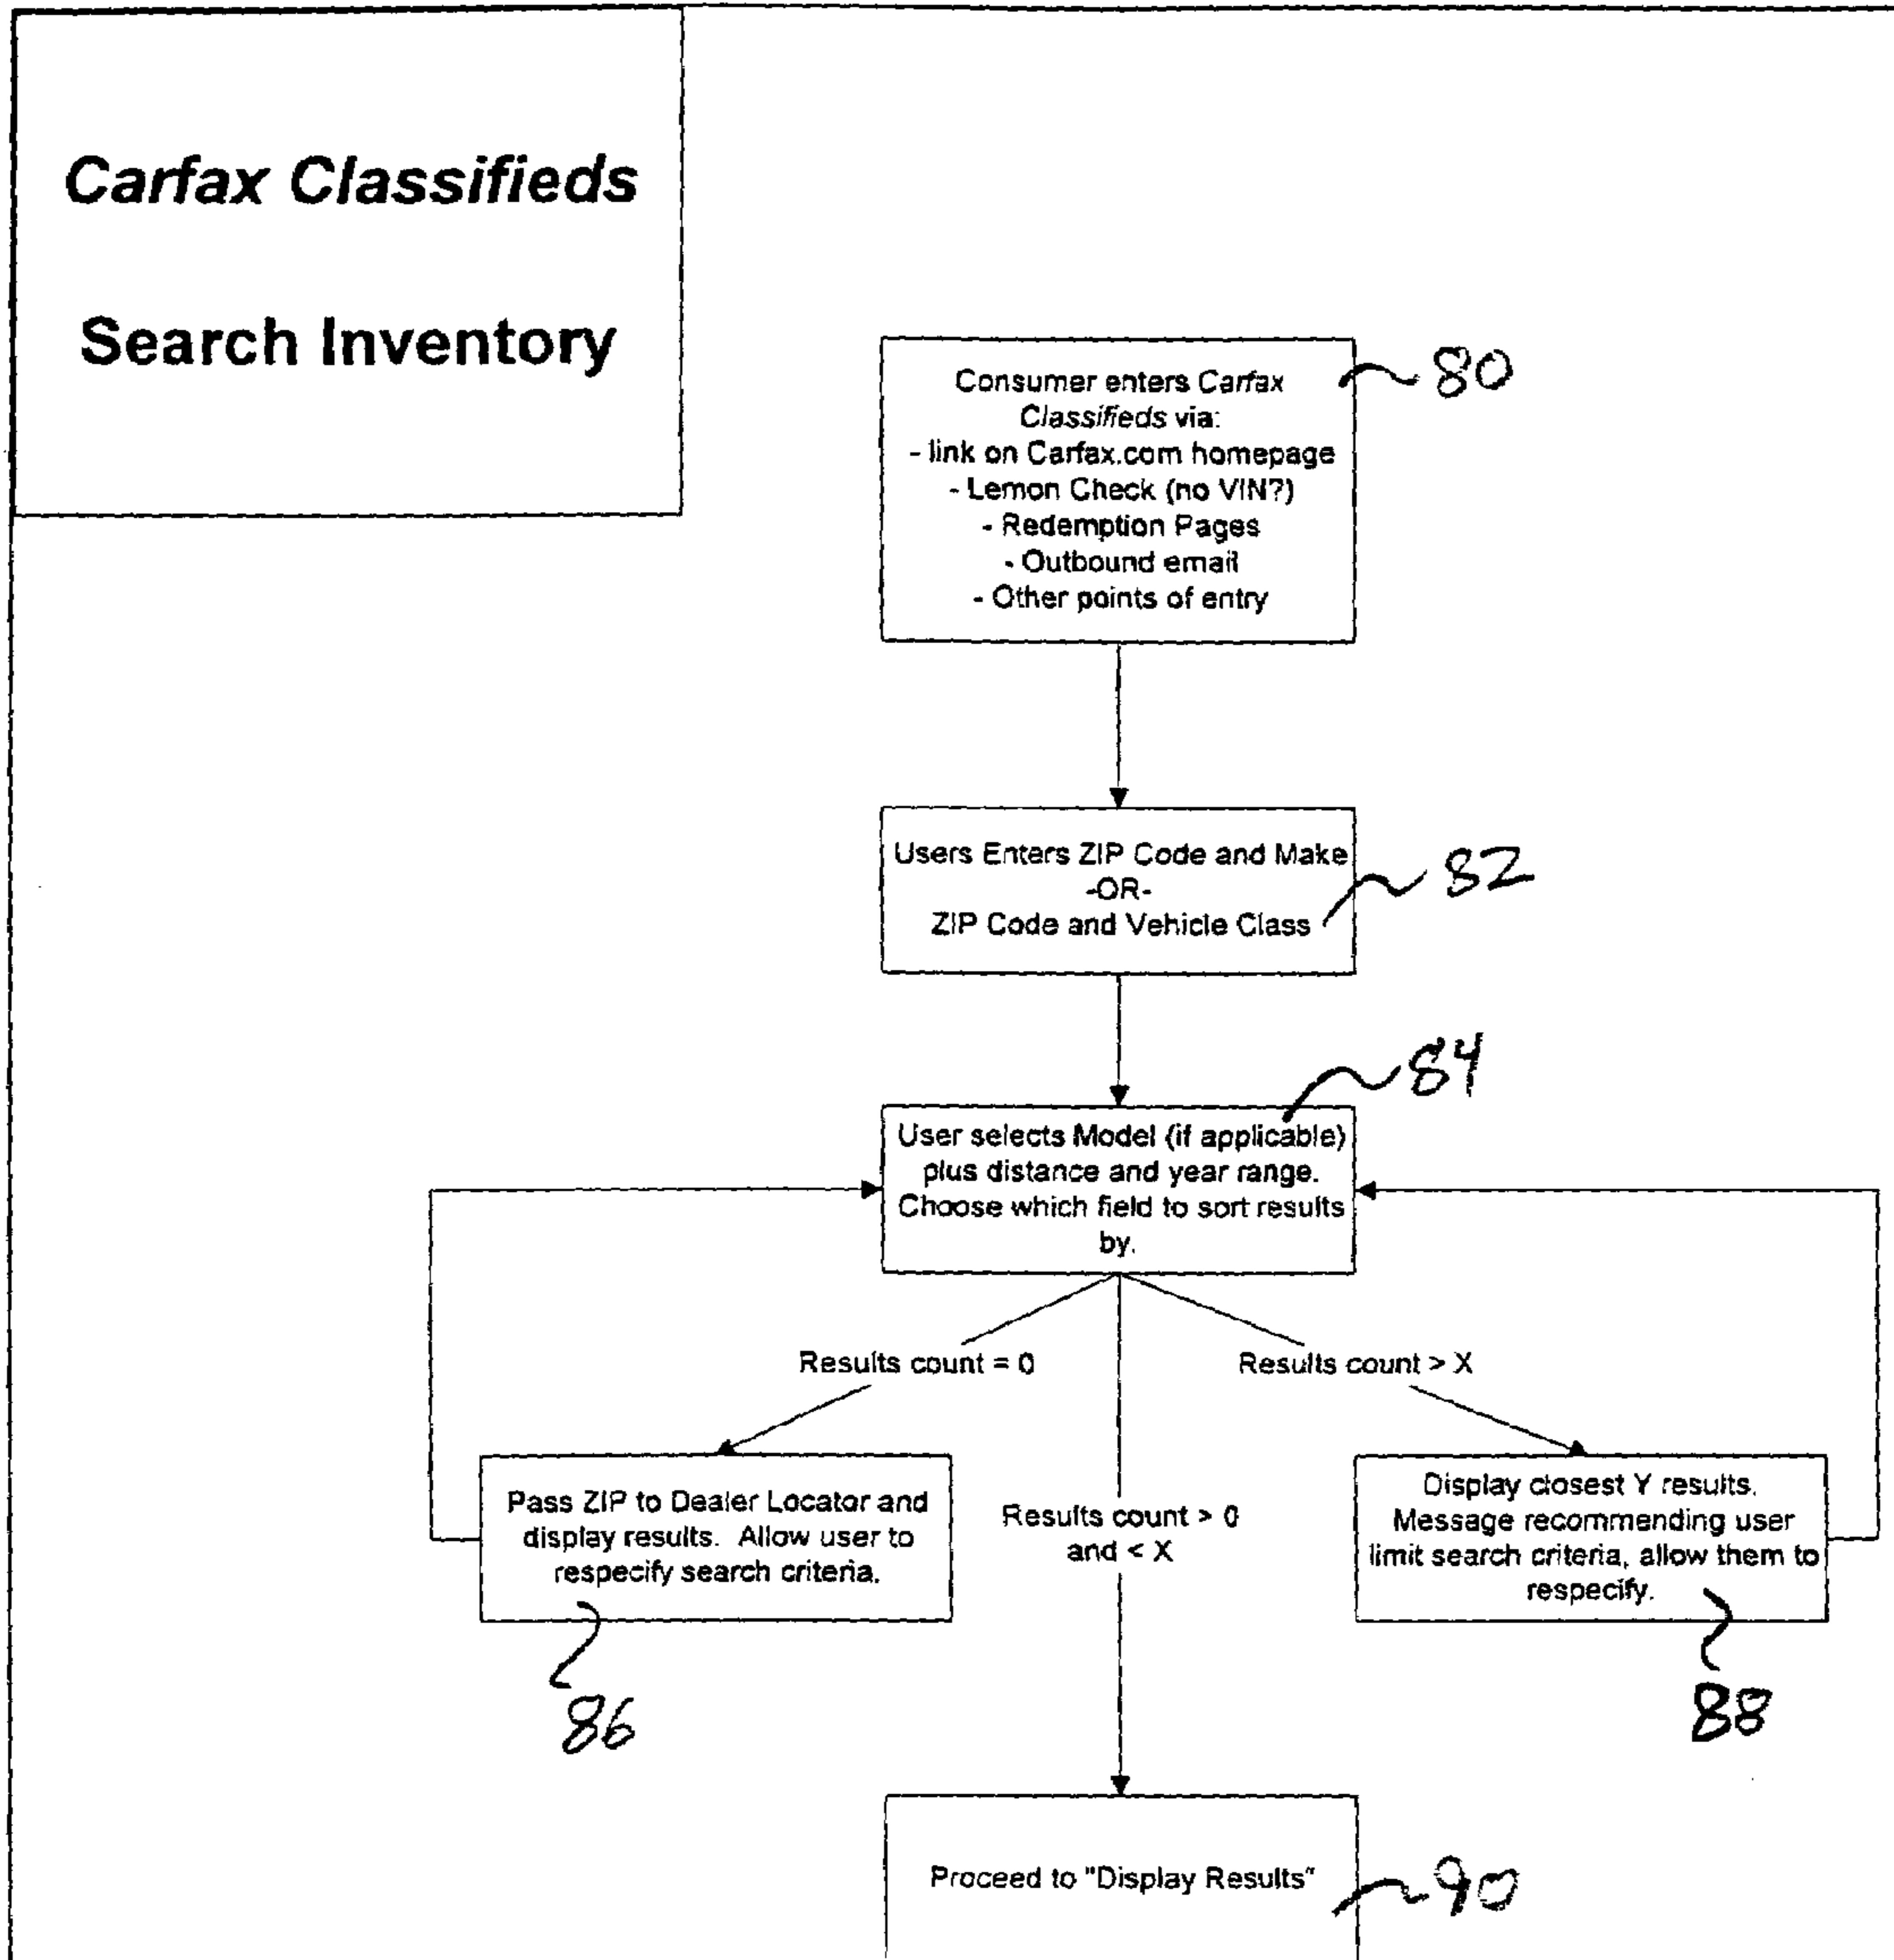 Carfax Classifieds
Search Inventory
Consumer enters Carfax
Classifieds via:
- link on Carfax.com homepage
- Lemon Check (no VIN?)
- Redemption Pages
- Outbound email
- Other points of entry
80
Users Enters ZIP Code and Make
-OR-
ZIP Code and Vehicle Class
82
84
User selects Model (if applicable)
plus distance and year range.
Choose which field to sort results
by.
Results count = 0
Results count > X
Pass ZIP to Dealer Locator and
display results. Allow user to
respecify search criteria.
86
Results count > 0
and < X
Display closest Y results.
Message recommending user
limit search criteria, allow them to
respecify.
88
Proceed to "Display Results"
90